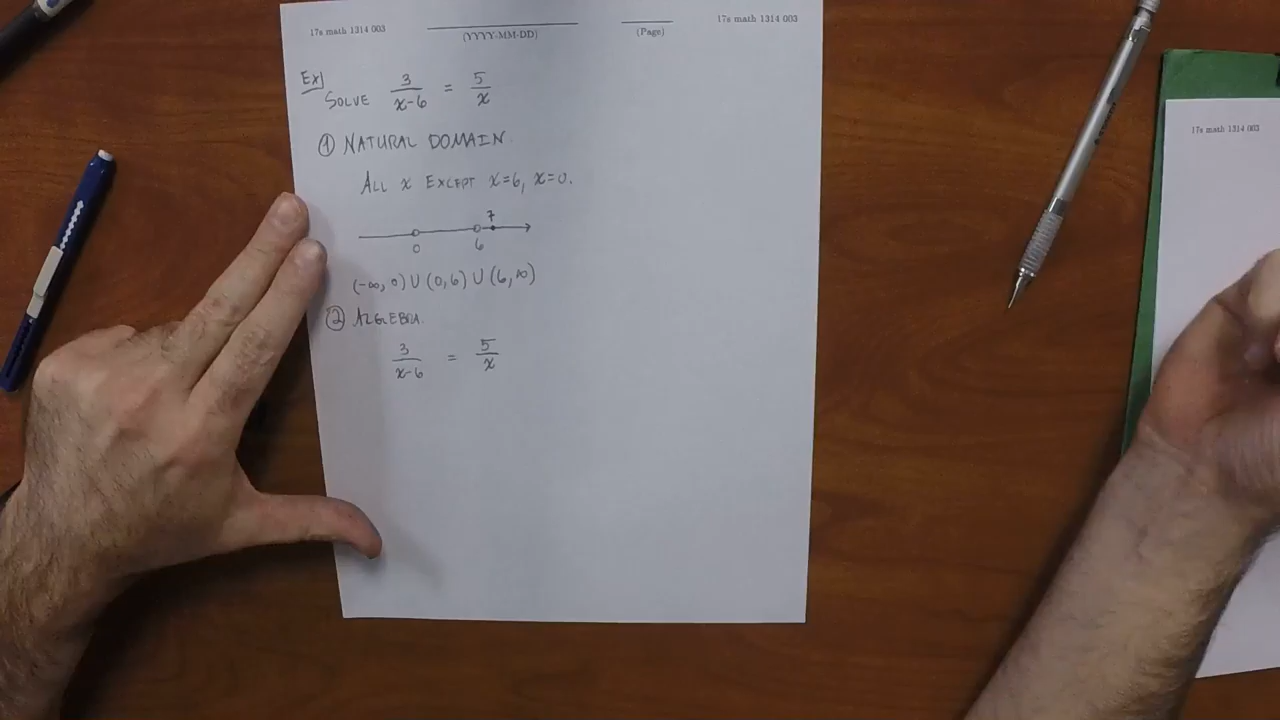 17s math 1314 003 (YYYY-MM-DD) (Page) 17s math 1314 003
Ex) SOLVE 3/(x-6) = 5/x
① NATURAL DOMAIN.
ALL x EXCEPT x=6, x=0.
7
0 6
(-∞, 0) ∪ (0, 6) ∪ (6, ∞)
② ALGEBRA.
3/(x-6) = 5/x
17s math 1314 003